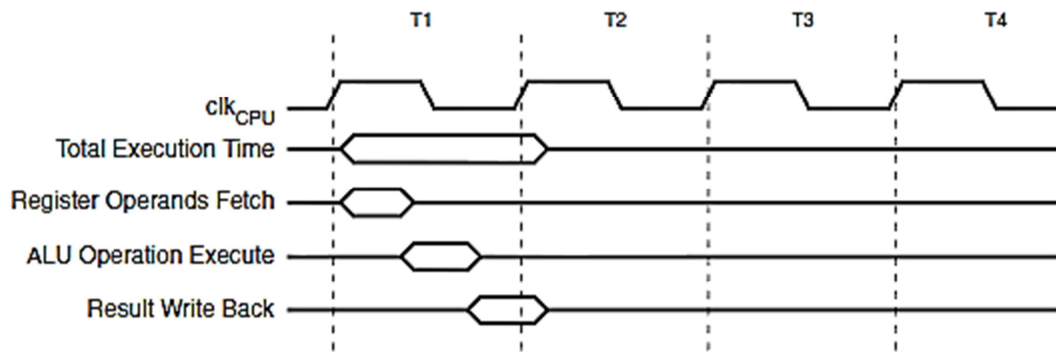 T1 T2 T3 T4
clkCPU
Total Execution Time
Register Operands Fetch
ALU Operation Execute
Result Write Back